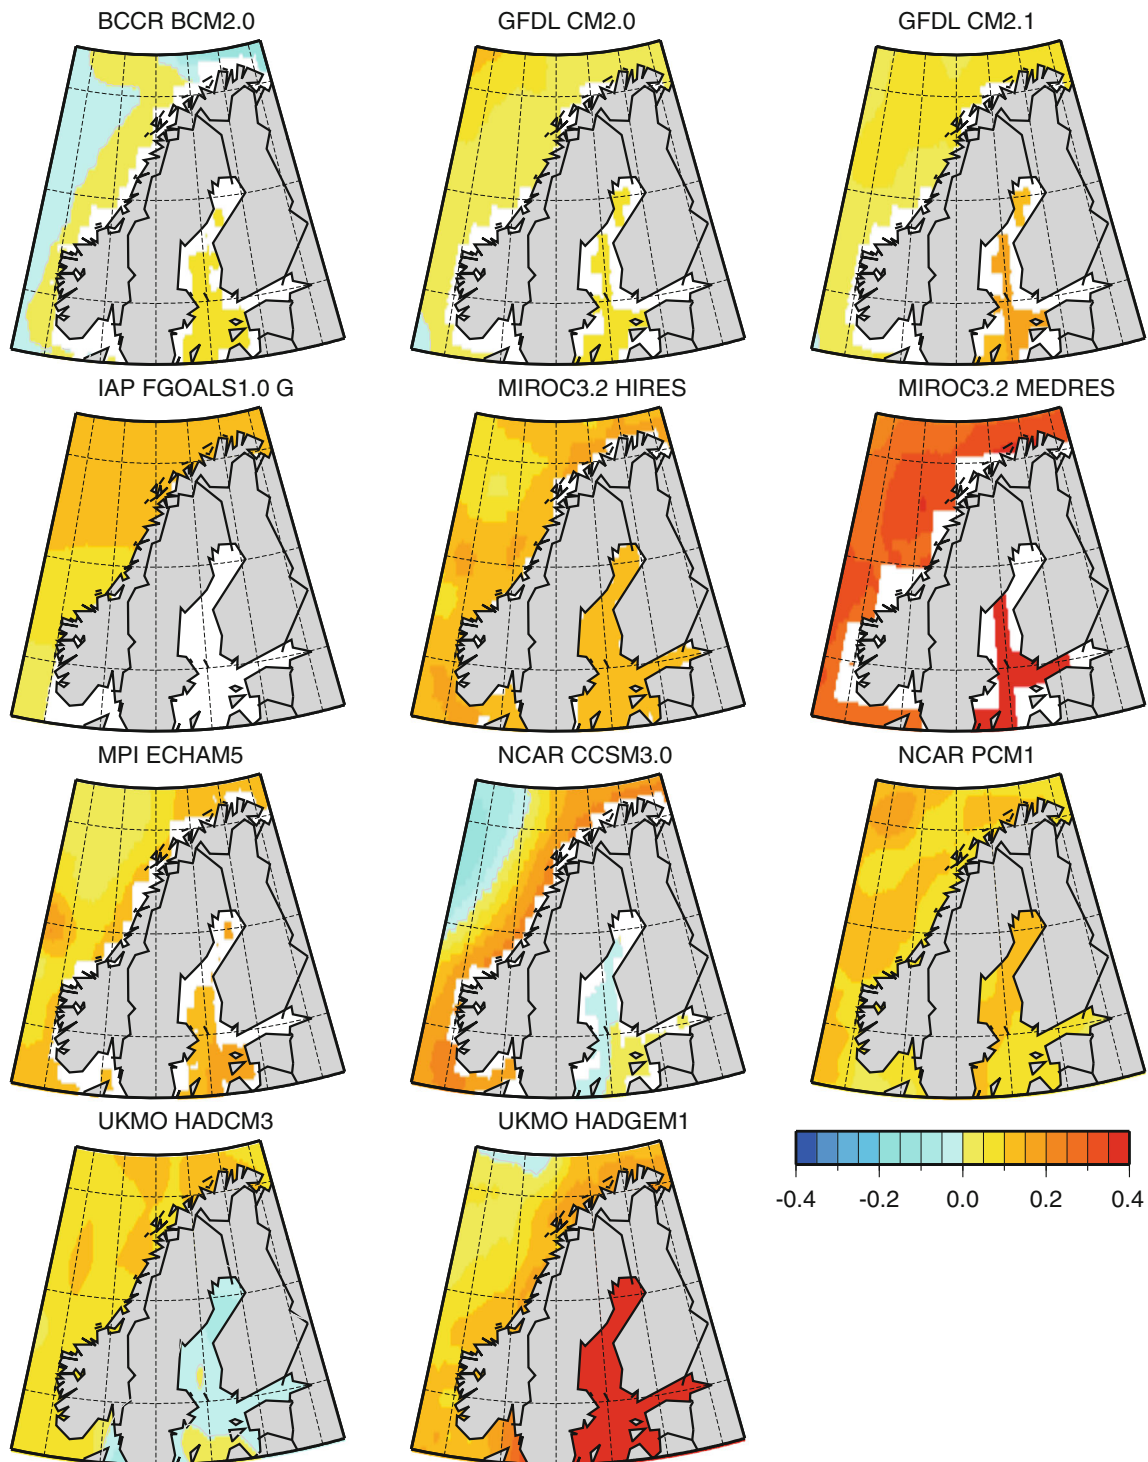 BCCR BCM2.0
GFDL CM2.0
GFDL CM2.1
IAP FGOALS1.0 G
MIROC3.2 HIRES
MIROC3.2 MEDRES
MPI ECHAM5
NCAR CCSM3.0
NCAR PCM1
UKMO HADCM3
UKMO HADGEM1
-0.4 -0.2 0.0 0.2 0.4